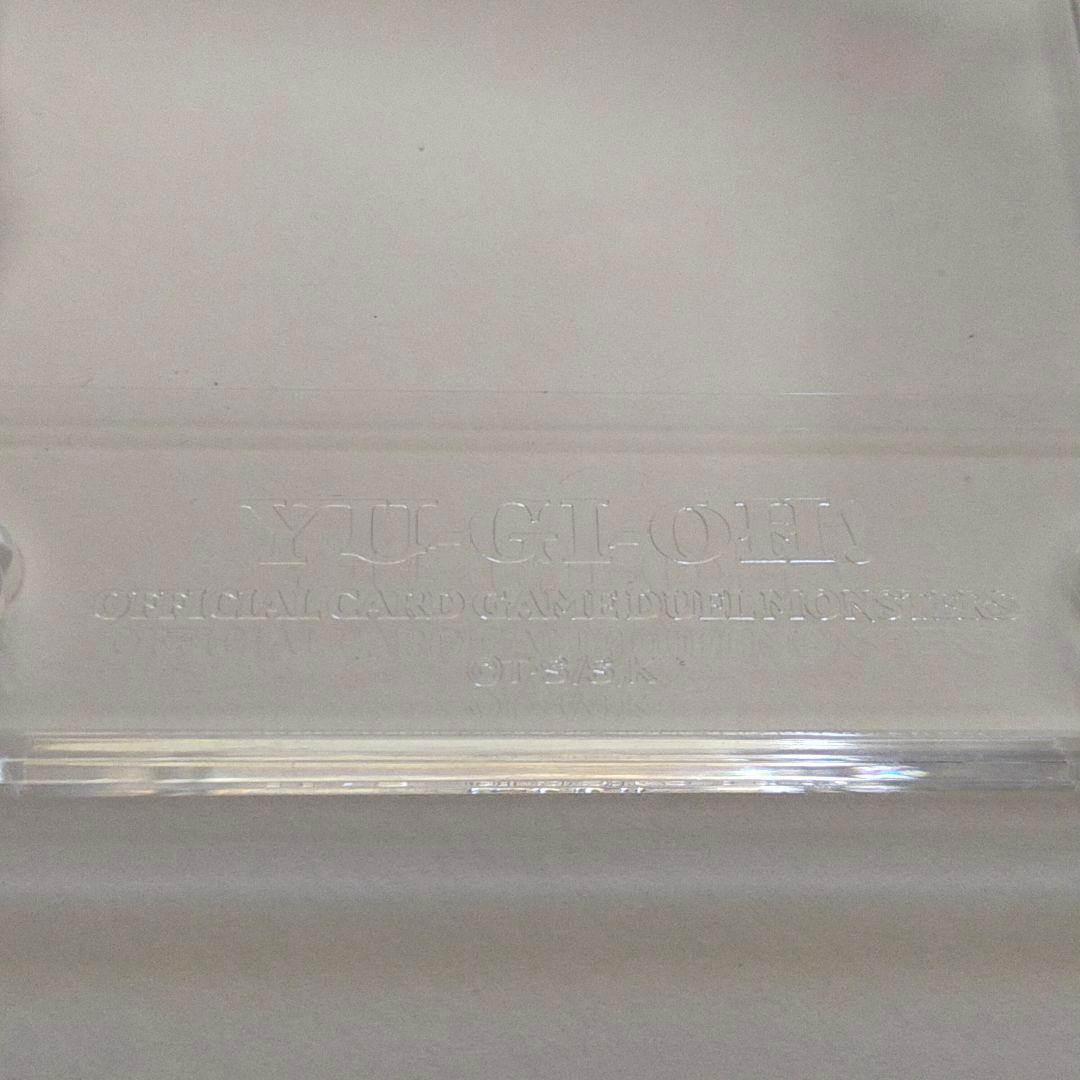 YU-GI-OH!
OFFICIAL CARD GAME DUEL MONSTERS
©T・S/S,K